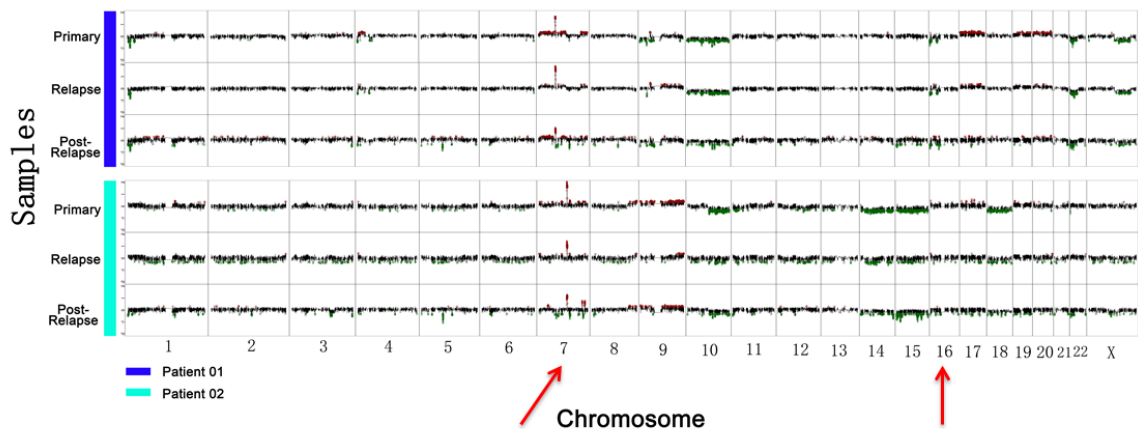 Samples
Primary
Relapse
Post-
Relapse
Primary
Relapse
Post-
Relapse
1 2 3 4 5 6 7 8 9 10 11 12 13 14 15 16 17 18 19 20 21 22 X
Patient 01
Patient 02
Chromosome